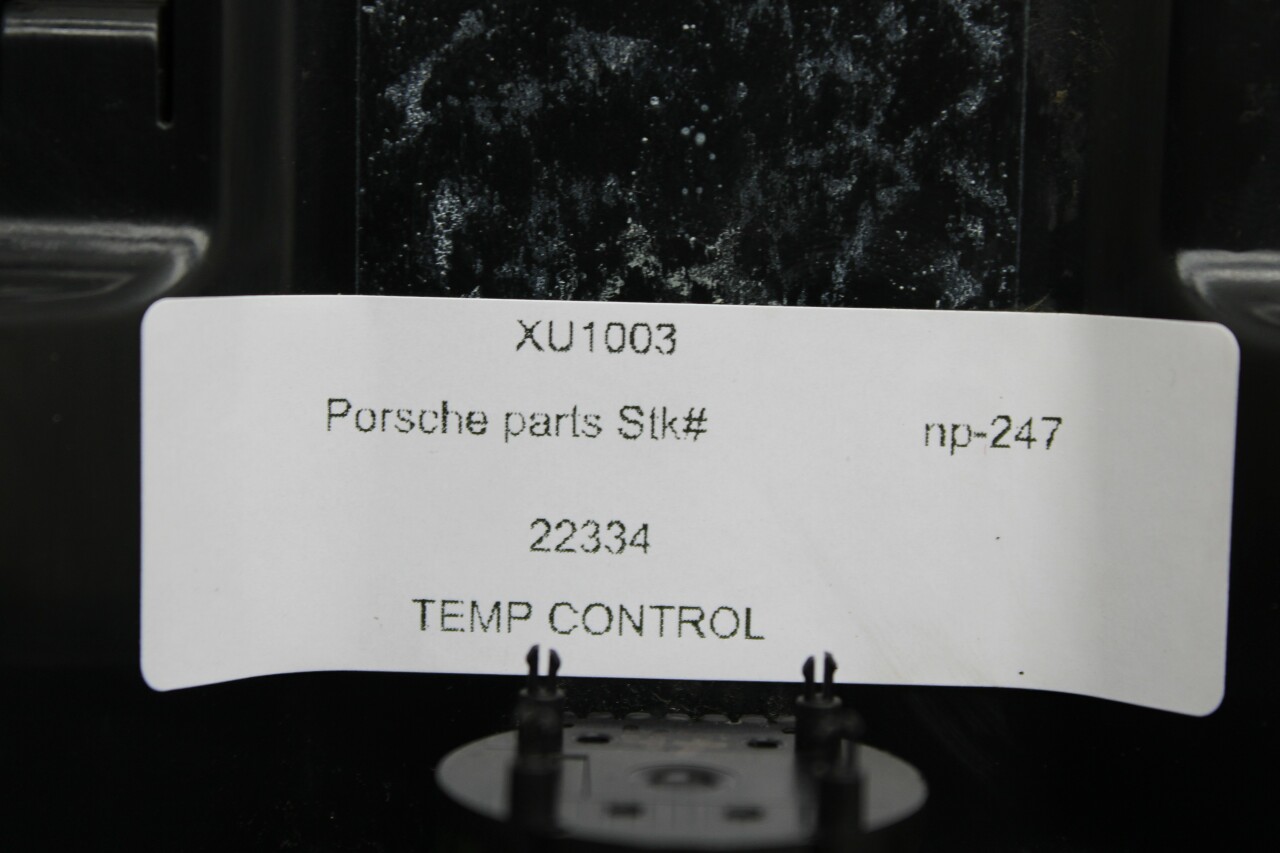 XU1003
Porsche parts Stk# np-247
22334
TEMP CONTROL